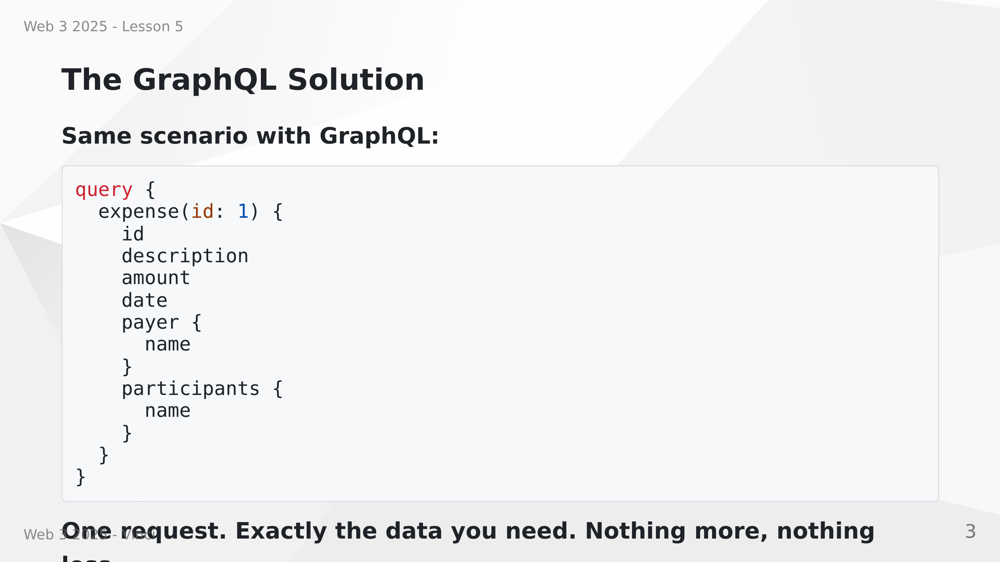 Web 3 2025 - Lesson 5
The GraphQL Solution
Same scenario with GraphQL:
query {
  expense(id: 1) {
    id
    description
    amount
    date
    payer {
      name
    }
    participants {
      name
    }
  }
}
One request. Exactly the data you need. Nothing more, nothing
less
Web 3 2025 - Vinci
3